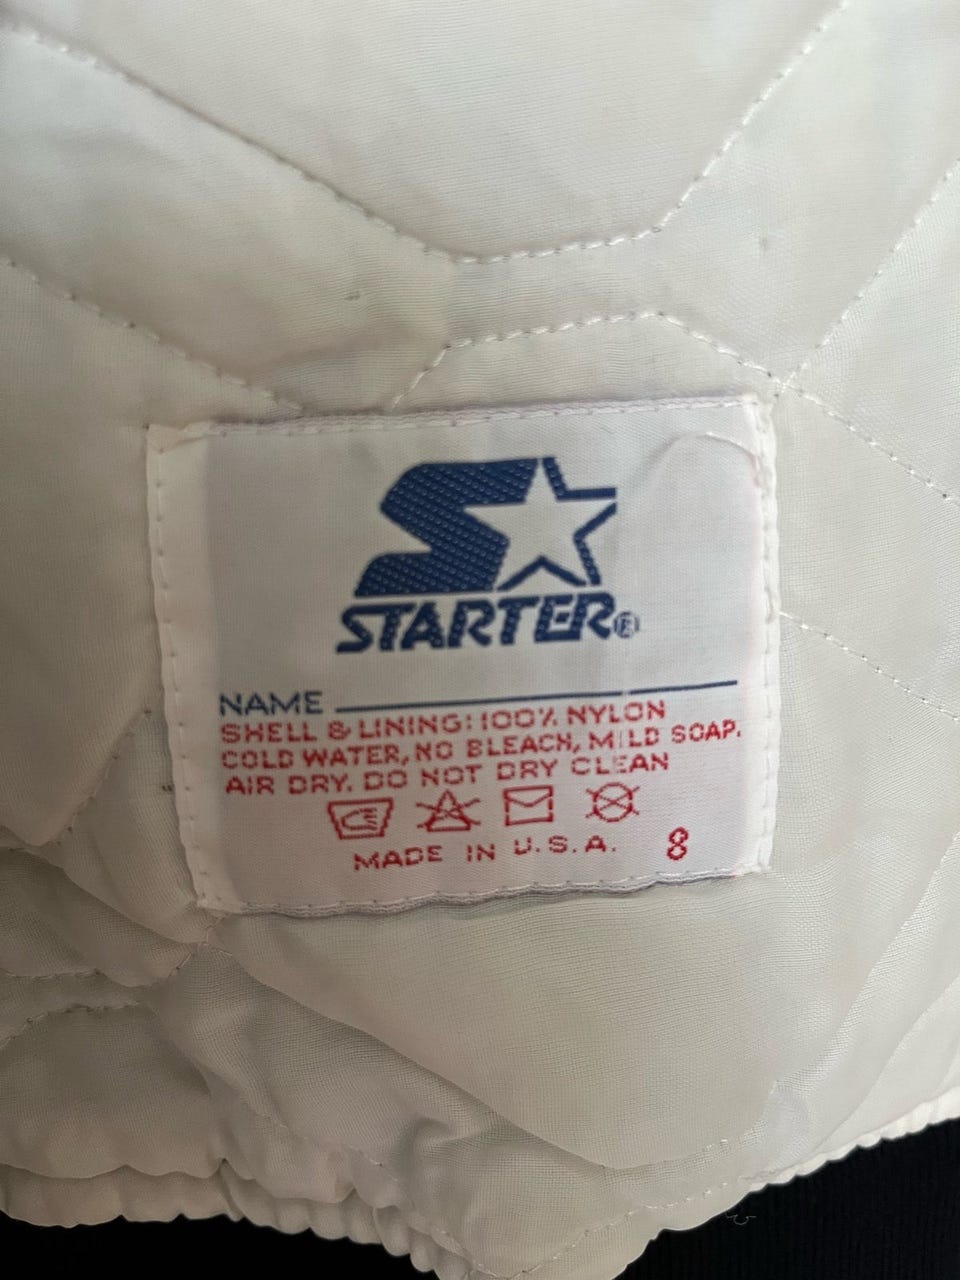 STARTER®
NAME
SHELL & LINING: 100% NYLON
COLD WATER, NO BLEACH, MILD SOAP.
AIR DRY. DO NOT DRY CLEAN
MADE IN U.S.A. 8